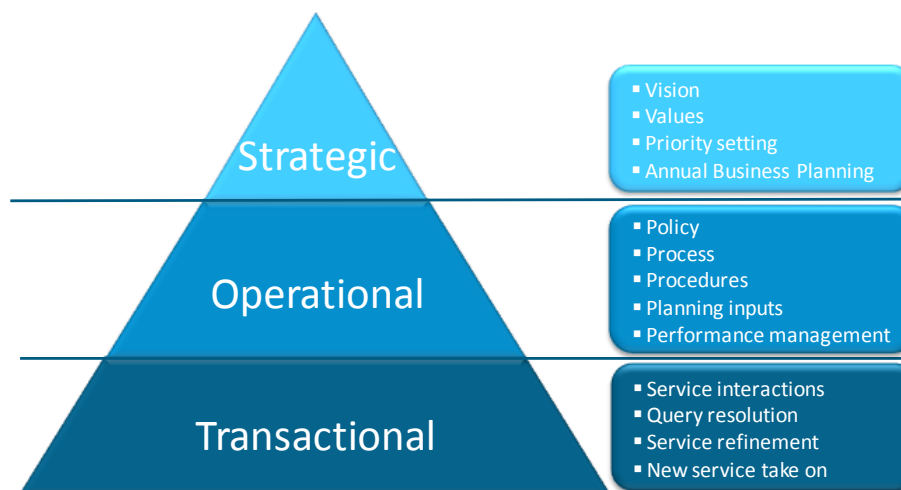 Strategic
▪ Vision
▪ Values
▪ Priority setting
▪ Annual Business Planning
Operational
▪ Policy
▪ Process
▪ Procedures
▪ Planning inputs
▪ Performance management
Transactional
▪ Service interactions
▪ Query resolution
▪ Service refinement
▪ New service take on